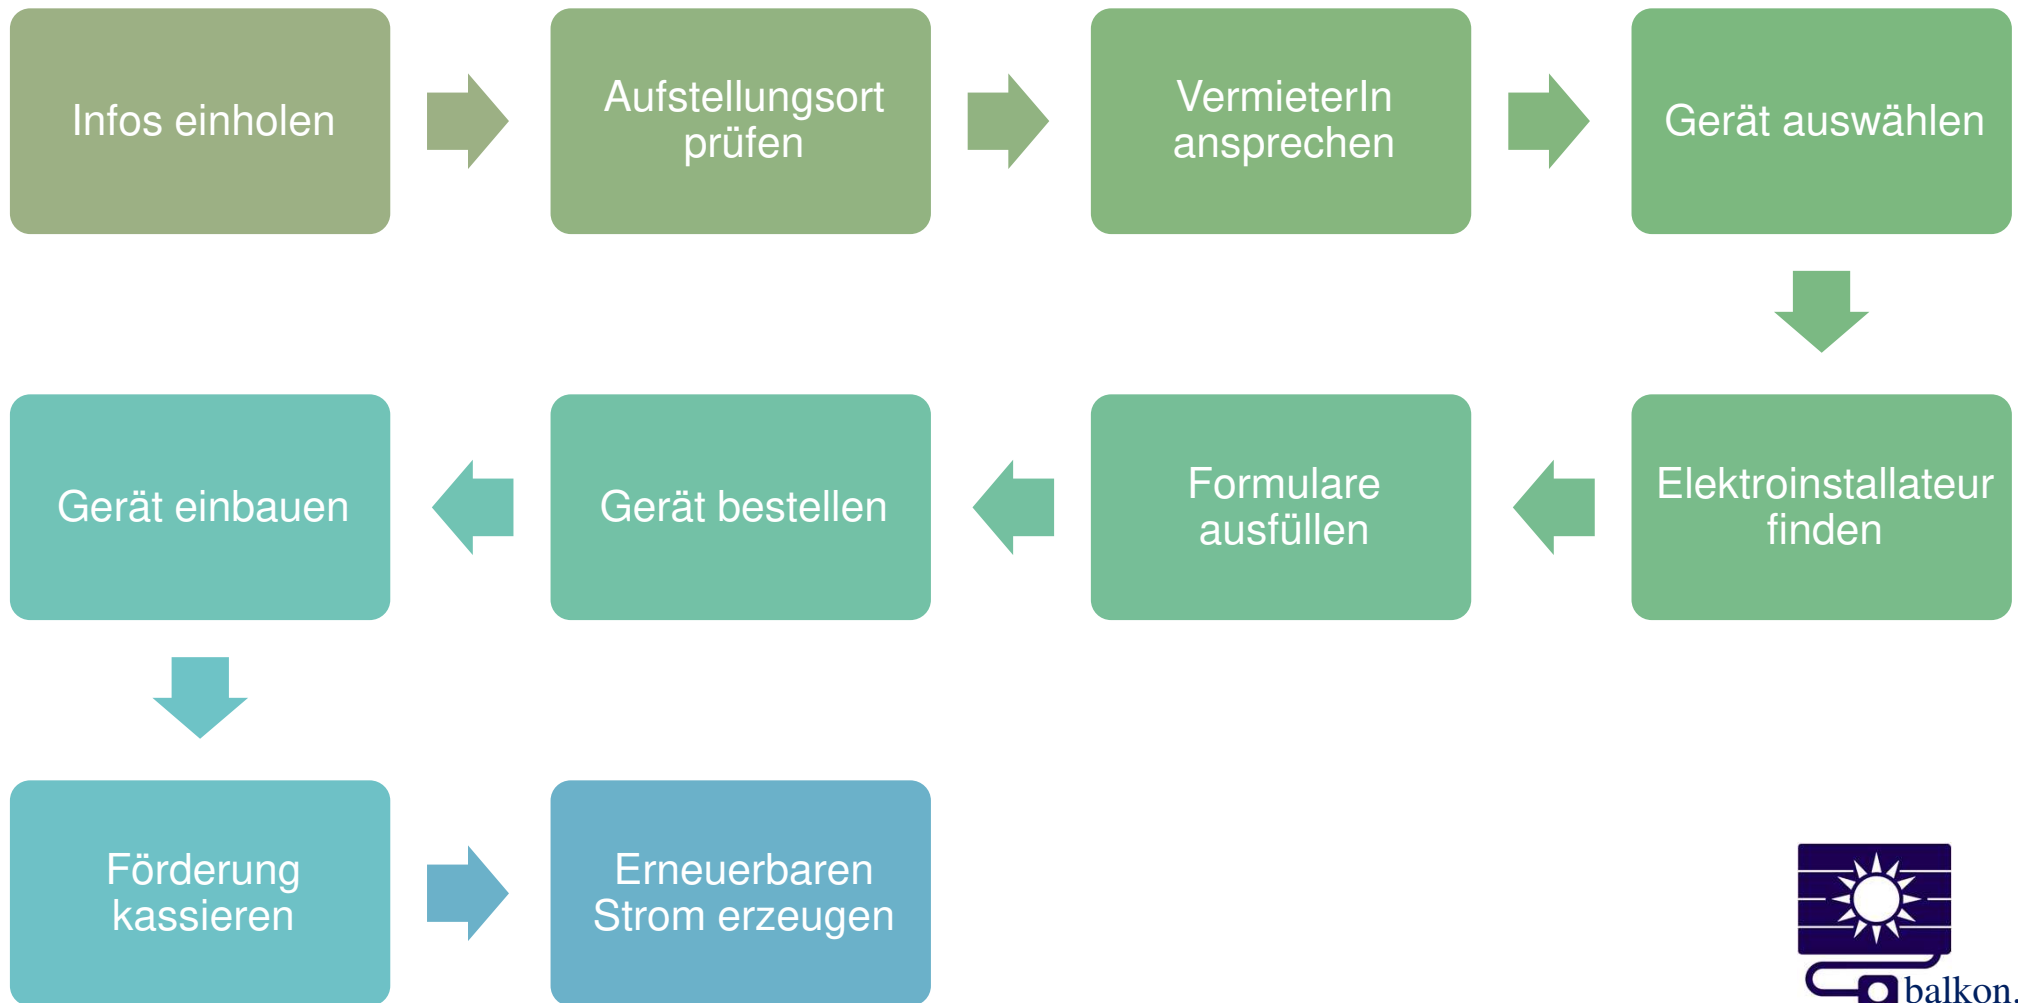 Infos einholen
Aufstellungsort
prüfen
VermieterIn
ansprechen
Gerät auswählen
Elektroinstallateur
finden
Formulare
ausfüllen
Gerät bestellen
Gerät einbauen
Förderung
kassieren
Erneuerbaren
Strom erzeugen
balkon.